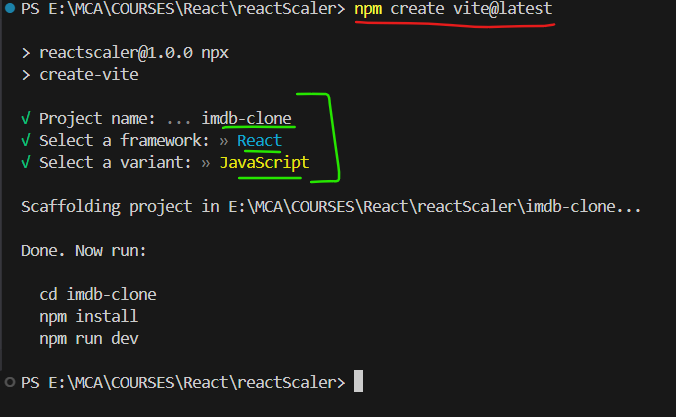 PS E:\MCA\COURSES\React\reactScaler> npm create vite@latest
> reactscaler@1.0.0 npx
> create-vite
√ Project name: ... imdb-clone
√ Select a framework: » React
√ Select a variant: » JavaScript
Scaffolding project in E:\MCA\COURSES\React\reactScaler\imdb-clone...
Done. Now run:
cd imdb-clone
npm install
npm run dev
PS E:\MCA\COURSES\React\reactScaler>